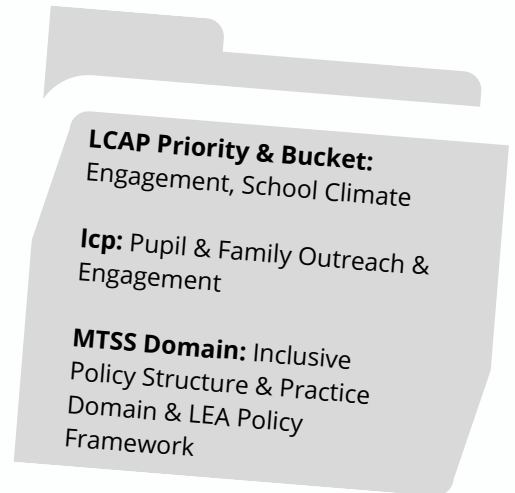 LCAP Priority & Bucket:
Engagement, School Climate
lcp: Pupil & Family Outreach &
Engagement
MTSS Domain: Inclusive
Policy Structure & Practice
Domain & LEA Policy
Framework